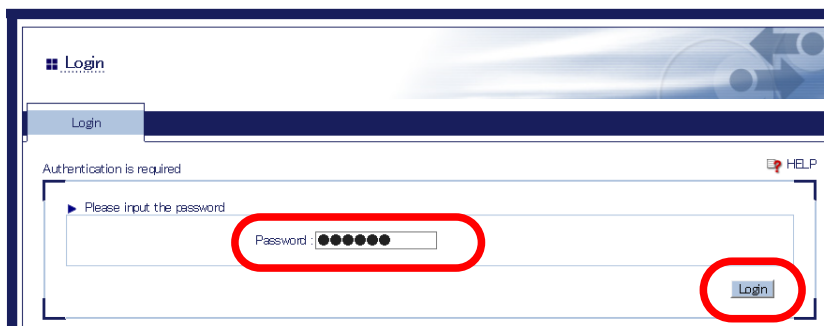 Login
Login
Authentication is required
HELP
Please input the password
Password : ●●●●●●
Login